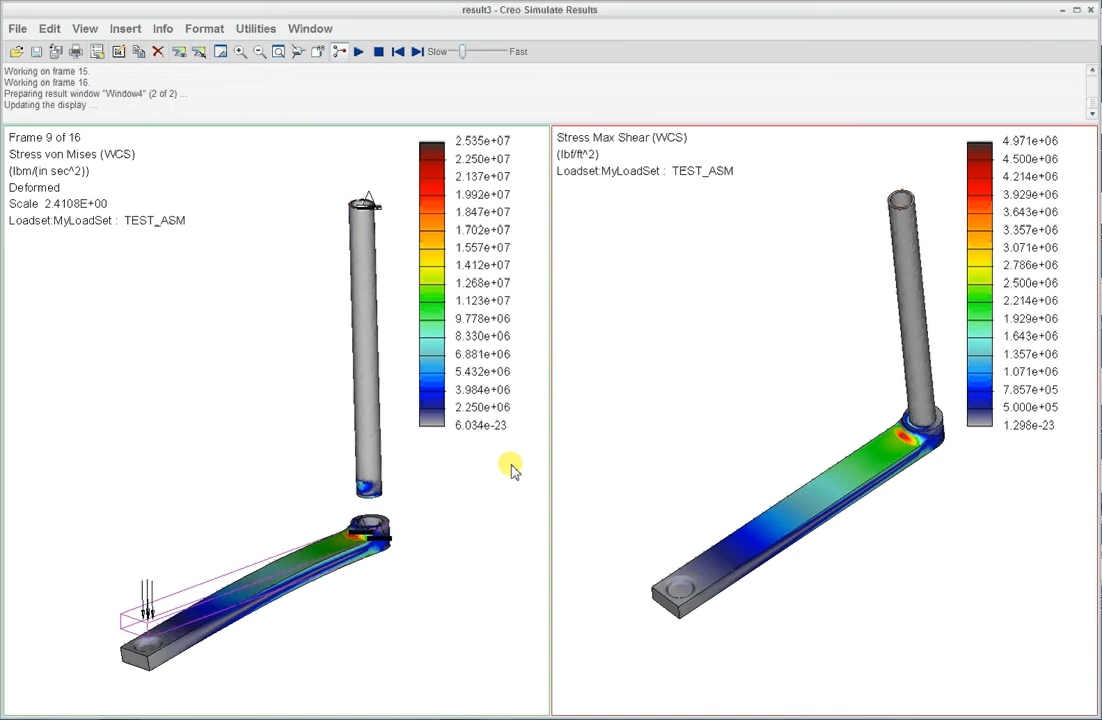 result3 - Creo Simulate Results
File Edit View Insert Info Format Utilities Window
Slow Fast
Working on frame 15.
Working on frame 16.
Preparing result window "Window4" (2 of 2) ...
Updating the display ...
Frame 9 of 16
Stress von Mises (WCS)
(lbm/(in sec^2))
Deformed
Scale 2.4108E+00
Loadset:MyLoadSet : TEST_ASM
2.535e+07
2.250e+07
2.137e+07
1.992e+07
1.847e+07
1.702e+07
1.557e+07
1.412e+07
1.268e+07
1.123e+07
9.778e+06
8.330e+06
6.881e+06
5.432e+06
3.984e+06
2.250e+06
6.034e-23
Stress Max Shear (WCS)
(lbf/ft^2)
Loadset:MyLoadSet : TEST_ASM
4.971e+06
4.500e+06
4.214e+06
3.929e+06
3.643e+06
3.357e+06
3.071e+06
2.786e+06
2.500e+06
2.214e+06
1.929e+06
1.643e+06
1.357e+06
1.071e+06
7.857e+05
5.000e+05
1.298e-23